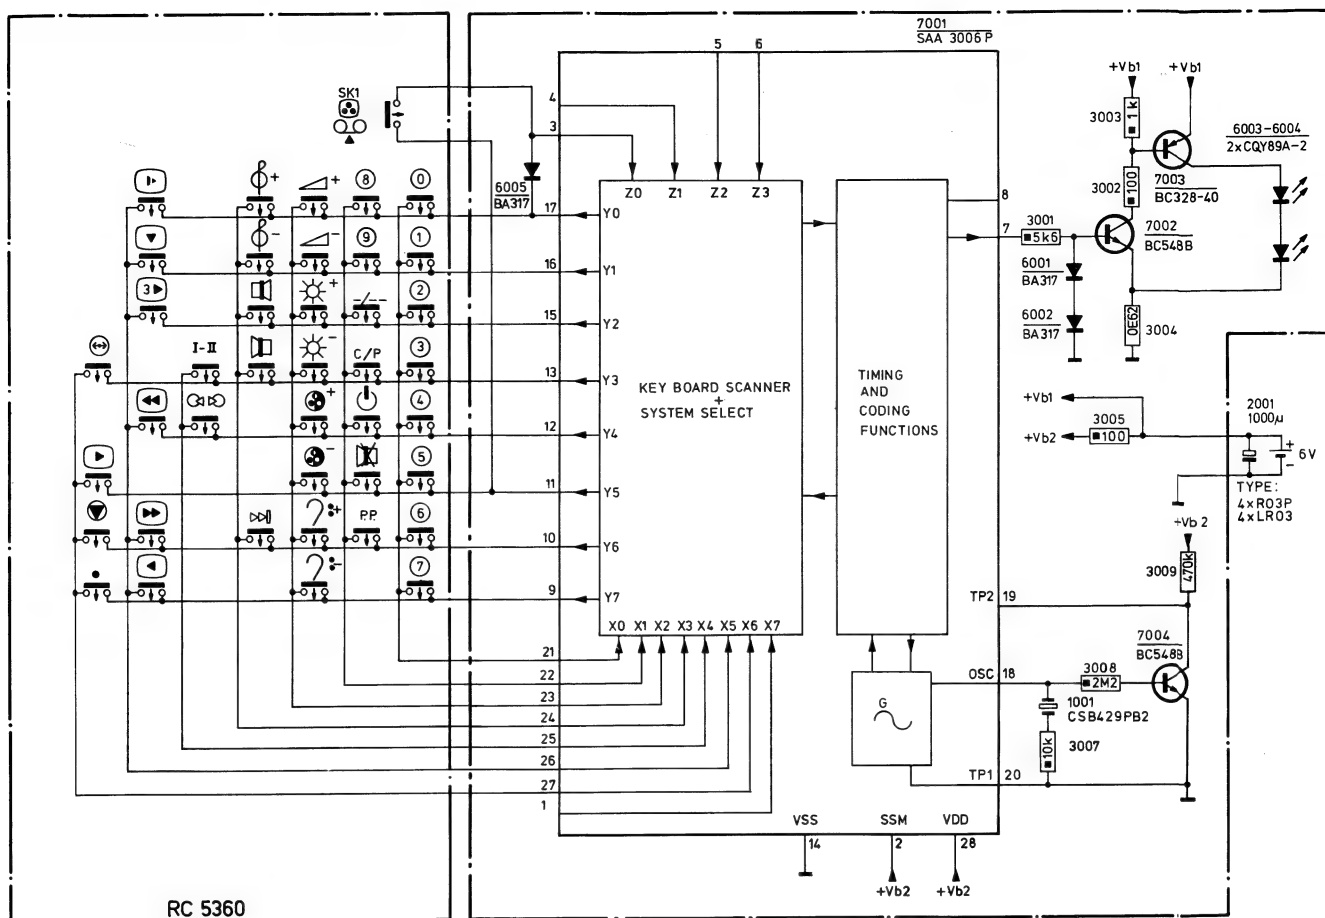 7001
SAA 3006 P
5
6
+Vb1
+Vb1
SK1
4
3
3003
1k
6003-6004
2xCQY89A-2
6005
BA317
Z0 Z1 Z2 Z3
3002
100
7003
BC328-40
+ + 8 0
17 Y0
8
7
3001
5k6
7002
BC548B
- - 9 1
16 Y1
6001
BA317
3 + -/-- 2
15 Y2
6002
BA317
0E62
3004
I-II - C/P 3
13 Y3
KEY BOARD SCANNER
+
SYSTEM SELECT
TIMING
AND
CODING
FUNCTIONS
+ 4
12 Y4
+Vb1
3005
+Vb2
100
2001
1000µ
+
6V
-
- 5
11 Y5
TYPE:
4xR03P
4xLR03
+ P.P. 6
10 Y6
+Vb 2
- 7
9 Y7
3009
470k
TP2 19
X0 X1 X2 X3 X4 X5 X6 X7
21
22
23
24
25
26
27
1
7004
BC548B
OSC 18
3008
2M2
G
1001
CSB429PB2
10k
3007
TP1 20
VSS
SSM
VDD
14
2
28
+Vb2
+Vb2
RC 5360